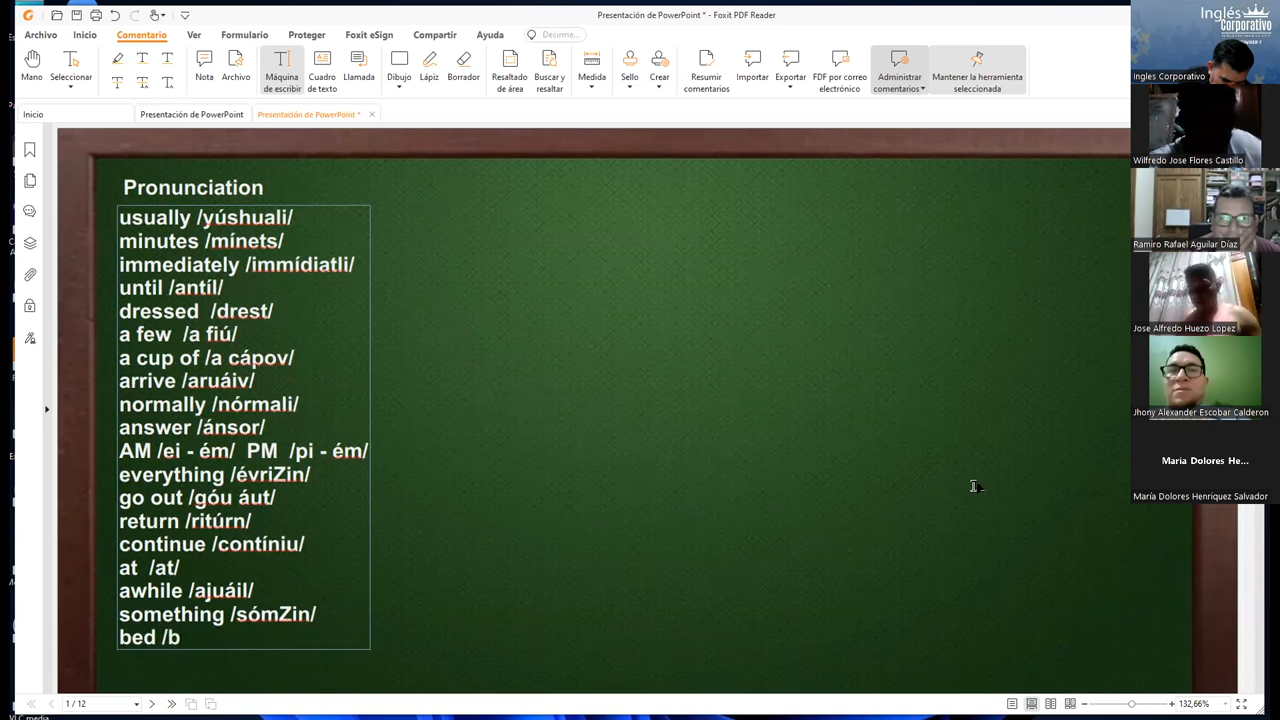 Presentación de PowerPoint * - Foxit PDF Reader
Archivo Inicio Comentario Ver Formulario Proteger Foxit eSign Compartir Ayuda Decirme...
Mano Seleccionar Nota Archivo Máquina de escribir Cuadro de texto Llamada Dibujo Lápiz Borrador Resaltado de área Buscar y resaltar Medida Sello Crear Resumir comentarios Importar Exportar PDF por correo electrónico Administrar comentarios Mantener la herramienta seleccionada
Inicio Presentación de PowerPoint Presentación de PowerPoint *
Pronunciation
usually /yúshuali/
minutes /mínets/
immediately /immídiatli/
until /antíl/
dressed /drest/
a few /a fiú/
a cup of /a cápov/
arrive /aruáiv/
normally /nórmali/
answer /ánsor/
AM /ei - ém/ PM /pi - ém/
everything /évriZin/
go out /góu áut/
return /ritúrn/
continue /contíniu/
at /at/
awhile /ajuáil/
something /sómZin/
bed /b
Inglés
Corporativo
Ingles Corporativo
Wilfredo Jose Flores Castillo
Ramiro Rafael Aguilar Díaz
Jose Alfredo Huezo Lopez
Jhony Alexander Escobar Calderon
Maria Dolores He...
María Dolores Henriquez Salvador
1 / 12
132,66%
VLC media